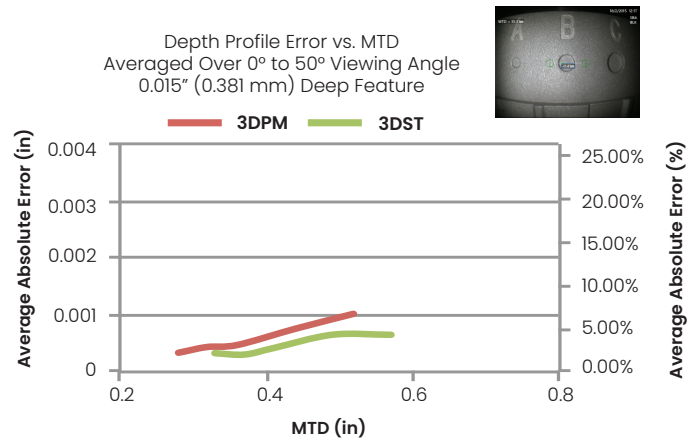 Depth Profile Error vs. MTD
Averaged Over 0° to 50° Viewing Angle
0.015” (0.381 mm) Deep Feature
A B C
3DPM 3DST
Average Absolute Error (in)
0.004
0.003
0.002
0.001
0
25.00%
20.00%
15.00%
10.00%
5.00%
0.00%
Average Absolute Error (%)
0.2 0.4 0.6 0.8
MTD (in)